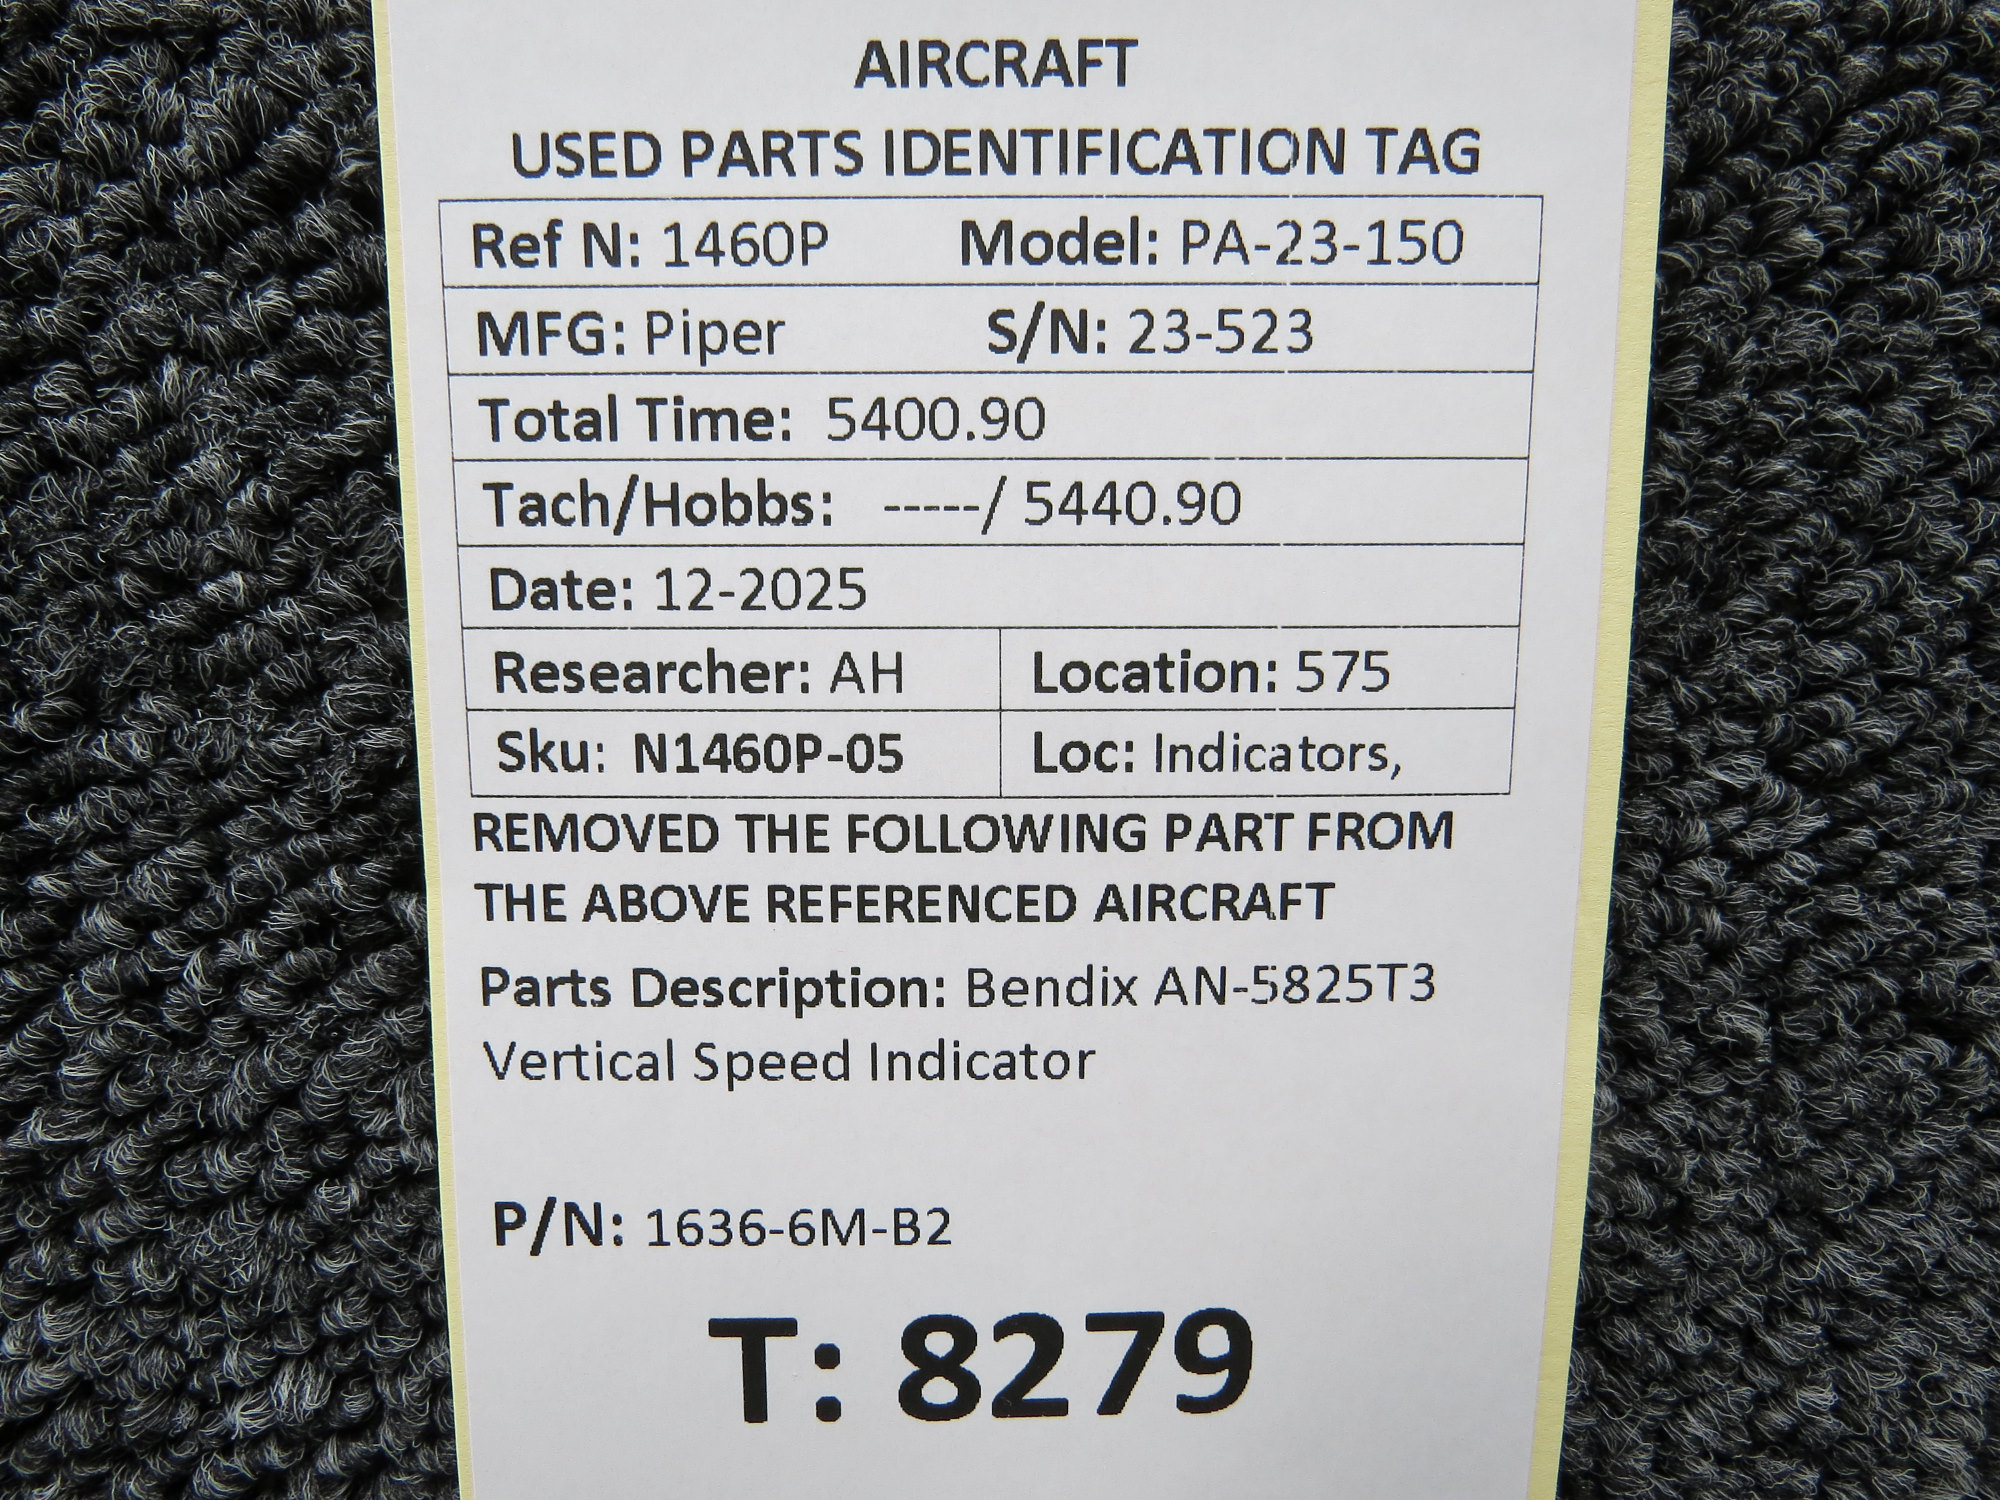 AIRCRAFT
USED PARTS IDENTIFICATION TAG
Ref N: 1460P Model: PA-23-150
MFG: Piper S/N: 23-523
Total Time: 5400.90
Tach/Hobbs: -----/ 5440.90
Date: 12-2025
Researcher: AH Location: 575
Sku: N1460P-05 Loc: Indicators,
REMOVED THE FOLLOWING PART FROM
THE ABOVE REFERENCED AIRCRAFT
Parts Description: Bendix AN-5825T3
Vertical Speed Indicator
P/N: 1636-6M-B2
T: 8279